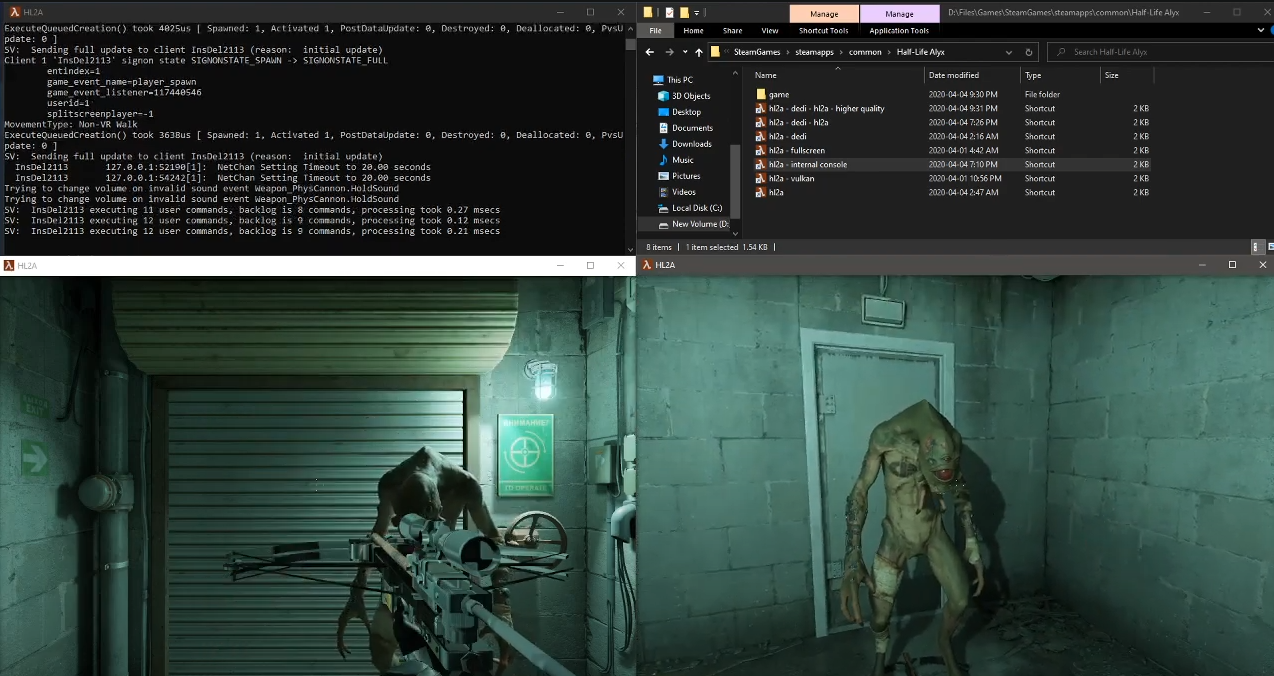 HL2A
ExecuteQueuedCreation() took 4025us [ Spawned: 1, Activated 1, PostDataUpdate: 0, Destroyed: 0, Deallocated: 0, PvsU
pdate: 0 ]
SV:  Sending full update to client InsDel2113 (reason:  initial update)
Client 1 'InsDel2113' signon state SIGNONSTATE_SPAWN -> SIGNONSTATE_FULL
entindex=1
game_event_name=player_spawn
game_event_listener=117440546
userid=1
splitscreenplayer=-1
MovementType: Non-VR Walk
ExecuteQueuedCreation() took 3638us [ Spawned: 1, Activated 1, PostDataUpdate: 0, Destroyed: 0, Deallocated: 0, PvsU
pdate: 0 ]
SV:  Sending full update to client InsDel2113 (reason:  initial update)
InsDel2113     127.0.0.1:52190[1]:  NetChan Setting Timeout to 20.00 seconds
InsDel2113     127.0.0.1:54242[1]:  NetChan Setting Timeout to 20.00 seconds
Trying to change volume on invalid sound event Weapon_PhysCannon.HoldSound
Trying to change volume on invalid sound event Weapon_PhysCannon.HoldSound
SV:  InsDel2113 executing 11 user commands, backlog is 8 commands, processing took 0.27 msecs
SV:  InsDel2113 executing 12 user commands, backlog is 9 commands, processing took 0.12 msecs
SV:  InsDel2113 executing 12 user commands, backlog is 9 commands, processing took 0.21 msecs
Manage Manage D:\Files\Games\SteamGames\steamapps\common\Half-Life Alyx
File Home Share View Shortcut Tools Application Tools
SteamGames > steamapps > common > Half-Life Alyx Search Half-Life Alyx
Name Date modified Type Size
This PC
3D Objects
Desktop
Documents
Downloads
Music
Pictures
Videos
Local Disk (C:)
New Volume (D:
game 2020-04-04 9:30 PM File folder
hl2a - dedi - hl2a - higher quality 2020-04-04 9:31 PM Shortcut 2 KB
hl2a - dedi - hl2a 2020-04-04 7:26 PM Shortcut 2 KB
hl2a - dedi 2020-04-04 2:16 AM Shortcut 2 KB
hl2a - fullscreen 2020-04-01 4:42 AM Shortcut 2 KB
hl2a - internal console 2020-04-04 7:10 PM Shortcut 2 KB
hl2a - vulkan 2020-04-01 10:56 PM Shortcut 2 KB
hl2a 2020-04-04 2:47 AM Shortcut 2 KB
8 items 1 item selected 1.54 KB
HL2A
HL2A
EXIT
ВНИМАНИЕ!
TO OPERATE